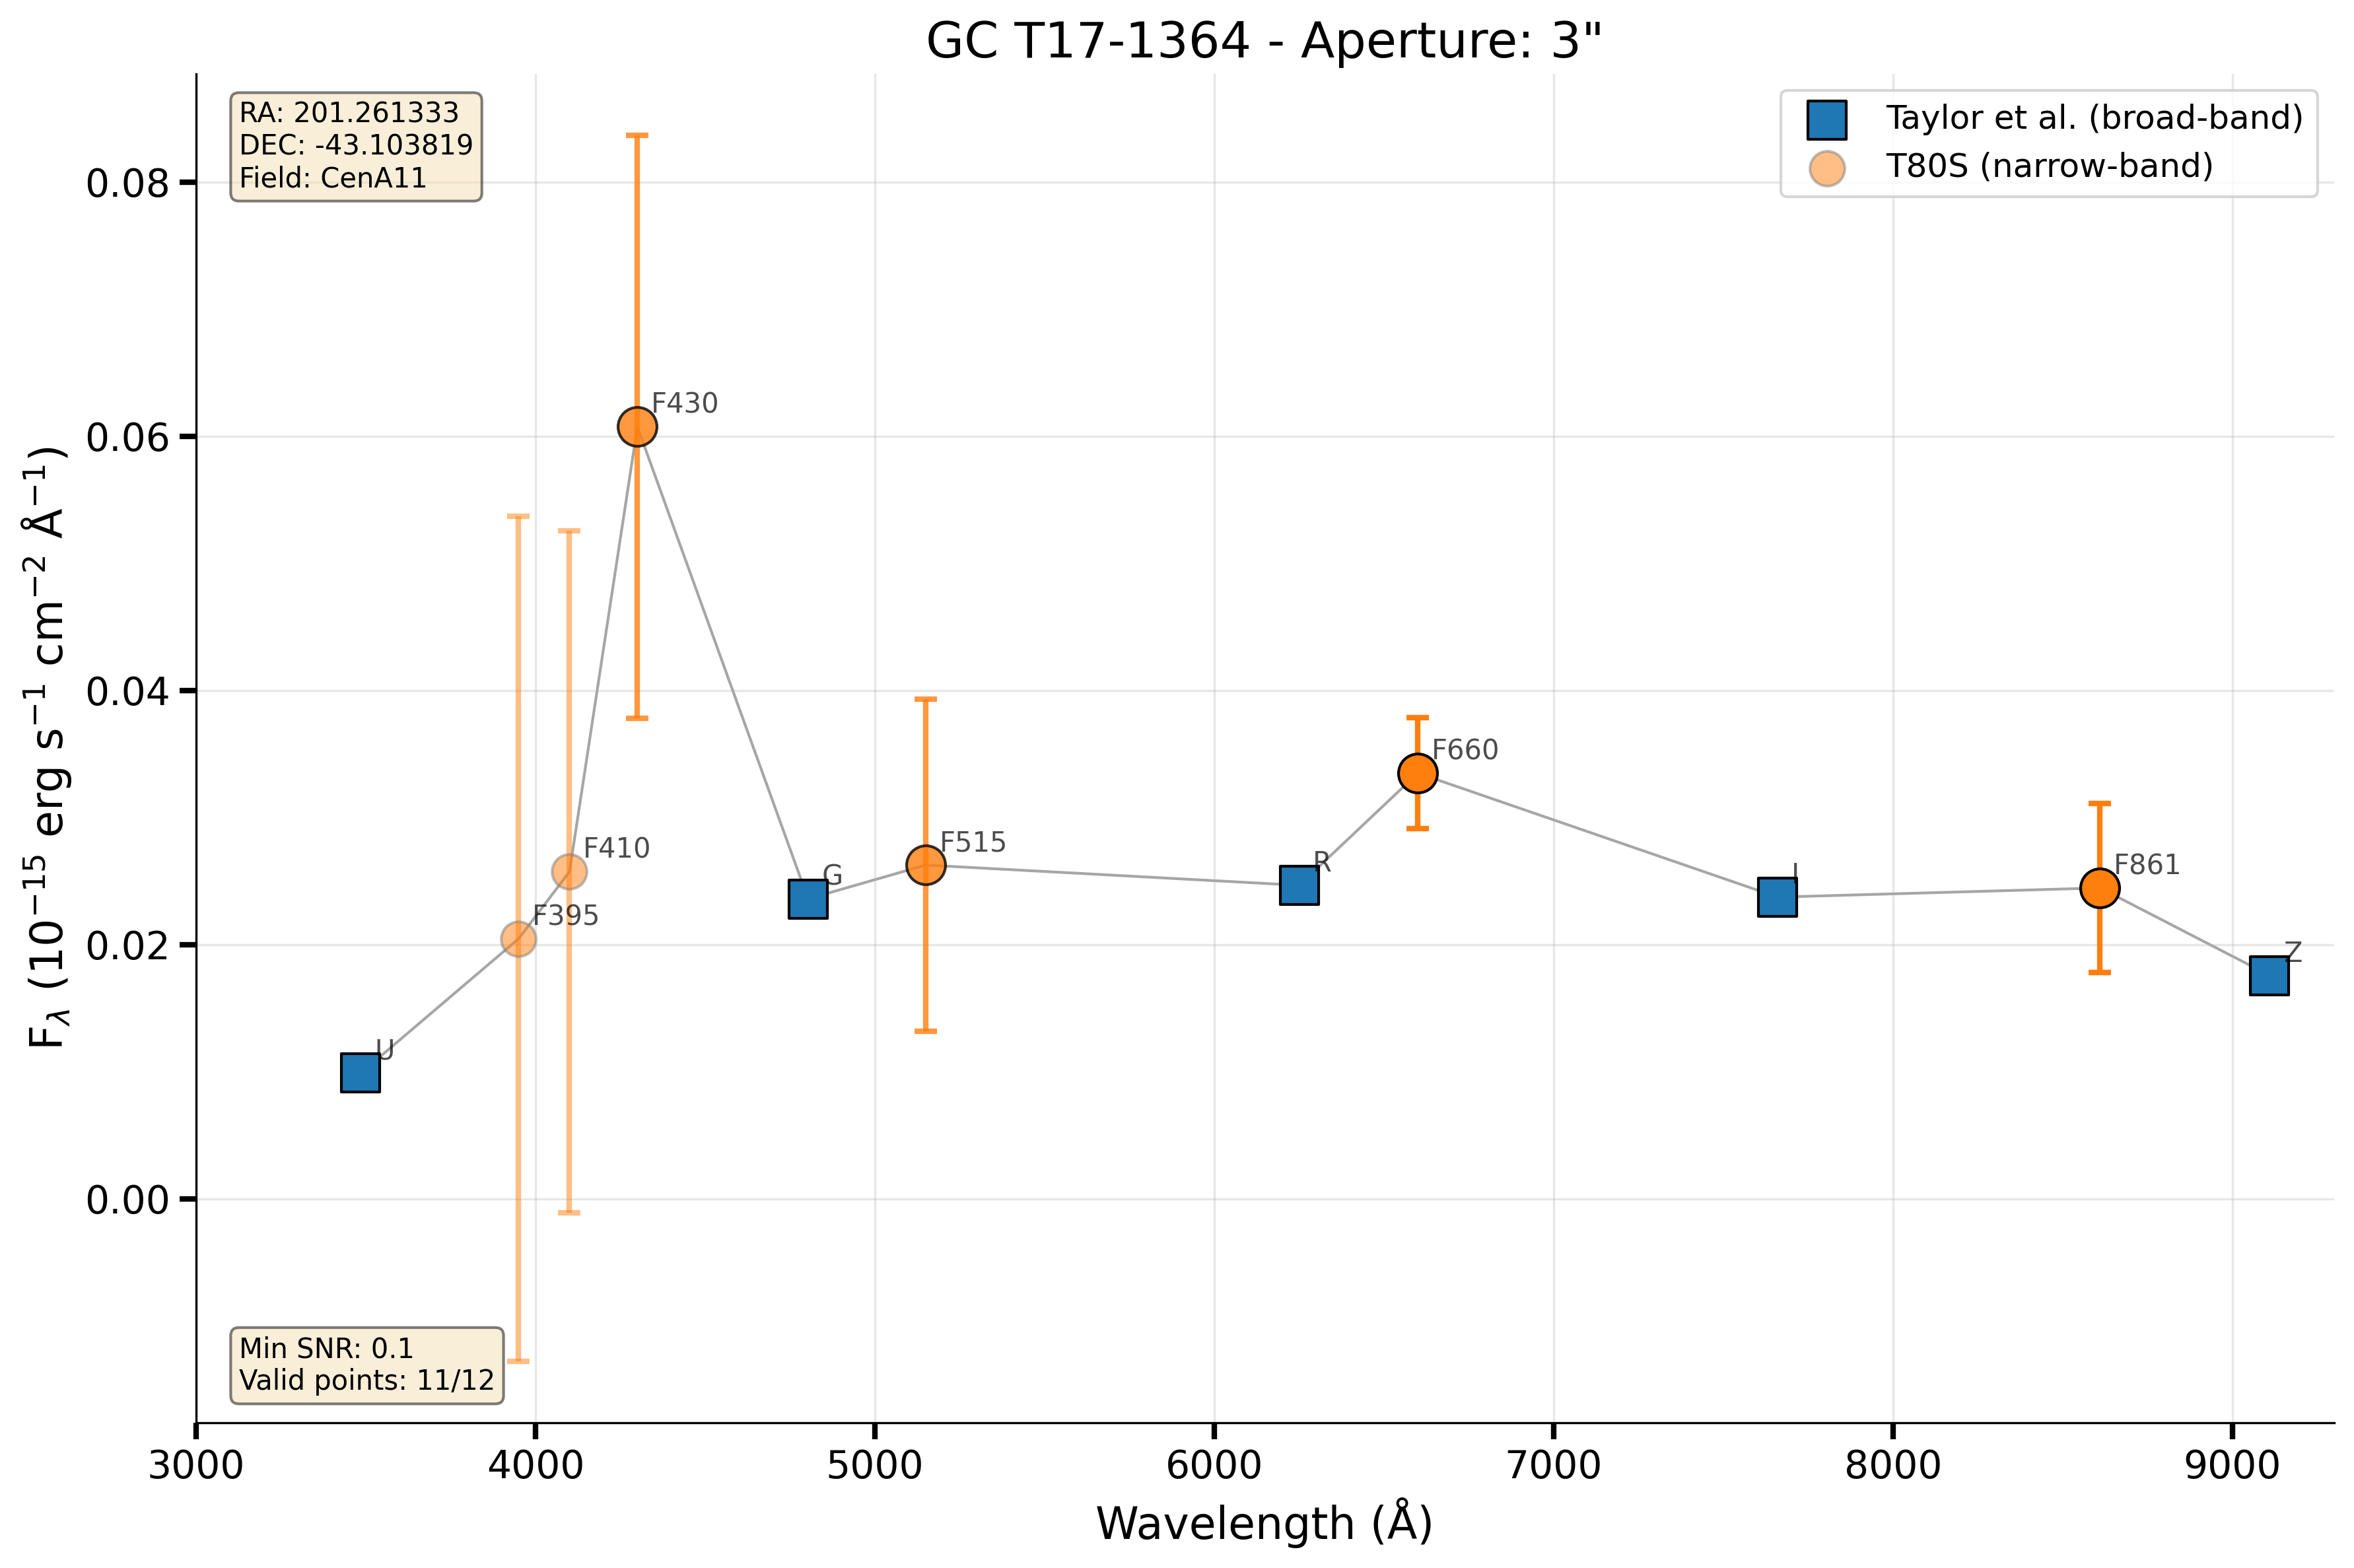 GC T17-1364 - Aperture: 3"
RA: 201.261333
DEC: -43.103819
Field: CenA11
Taylor et al. (broad-band)
T80S (narrow-band)
0.08
0.06
0.04
0.02
0.00
F430
F410
F395
U
G
F515
R
F660
I
F861
Z
Min SNR: 0.1
Valid points: 11/12
3000
4000
5000
6000
7000
8000
9000
Wavelength (Å)
F$_{λ}$ (10⁻¹⁵ erg s⁻¹ cm⁻² Å⁻¹)